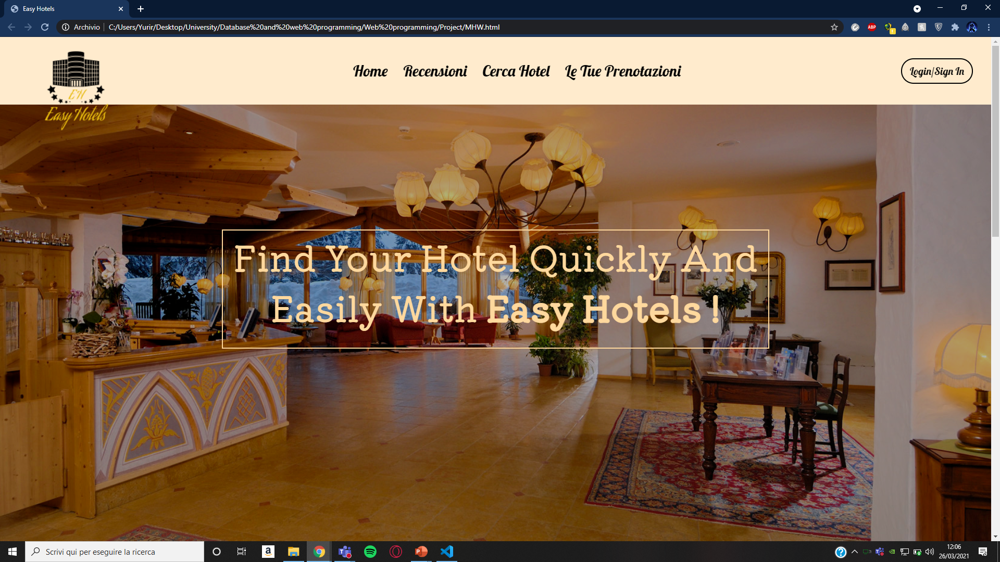 Easy Hotels
Archivio
C:/Users/Yurir/Desktop/University/Database%20and%20web%20programming/Web%20programming/Project/MHW.html
ABP
EH
Easy Hotels
Home
Recensioni
Cerca Hotel
Le Tue Prenotazioni
Login/Sign In
Find Your Hotel Quickly And
Easily With Easy Hotels !
Scrivi qui per eseguire la ricerca
12:06
26/03/2021